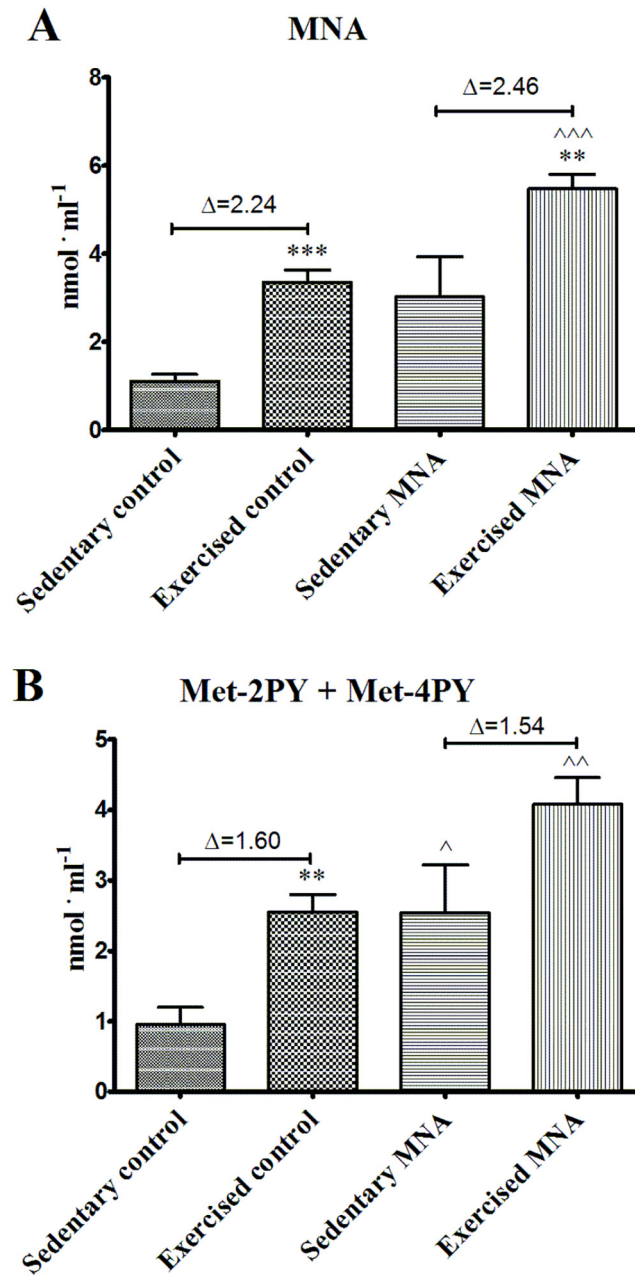 A
MNA
8
6
4
2
0
nmol · ml⁻¹
Δ=2.24
***
Δ=2.46
^^^
**
Sedentary control
Exercised control
Sedentary MNA
Exercised MNA
B
Met-2PY + Met-4PY
5
4
3
2
1
0
nmol · ml⁻¹
Δ=1.60
**
^
Δ=1.54
^^
Sedentary control
Exercised control
Sedentary MNA
Exercised MNA